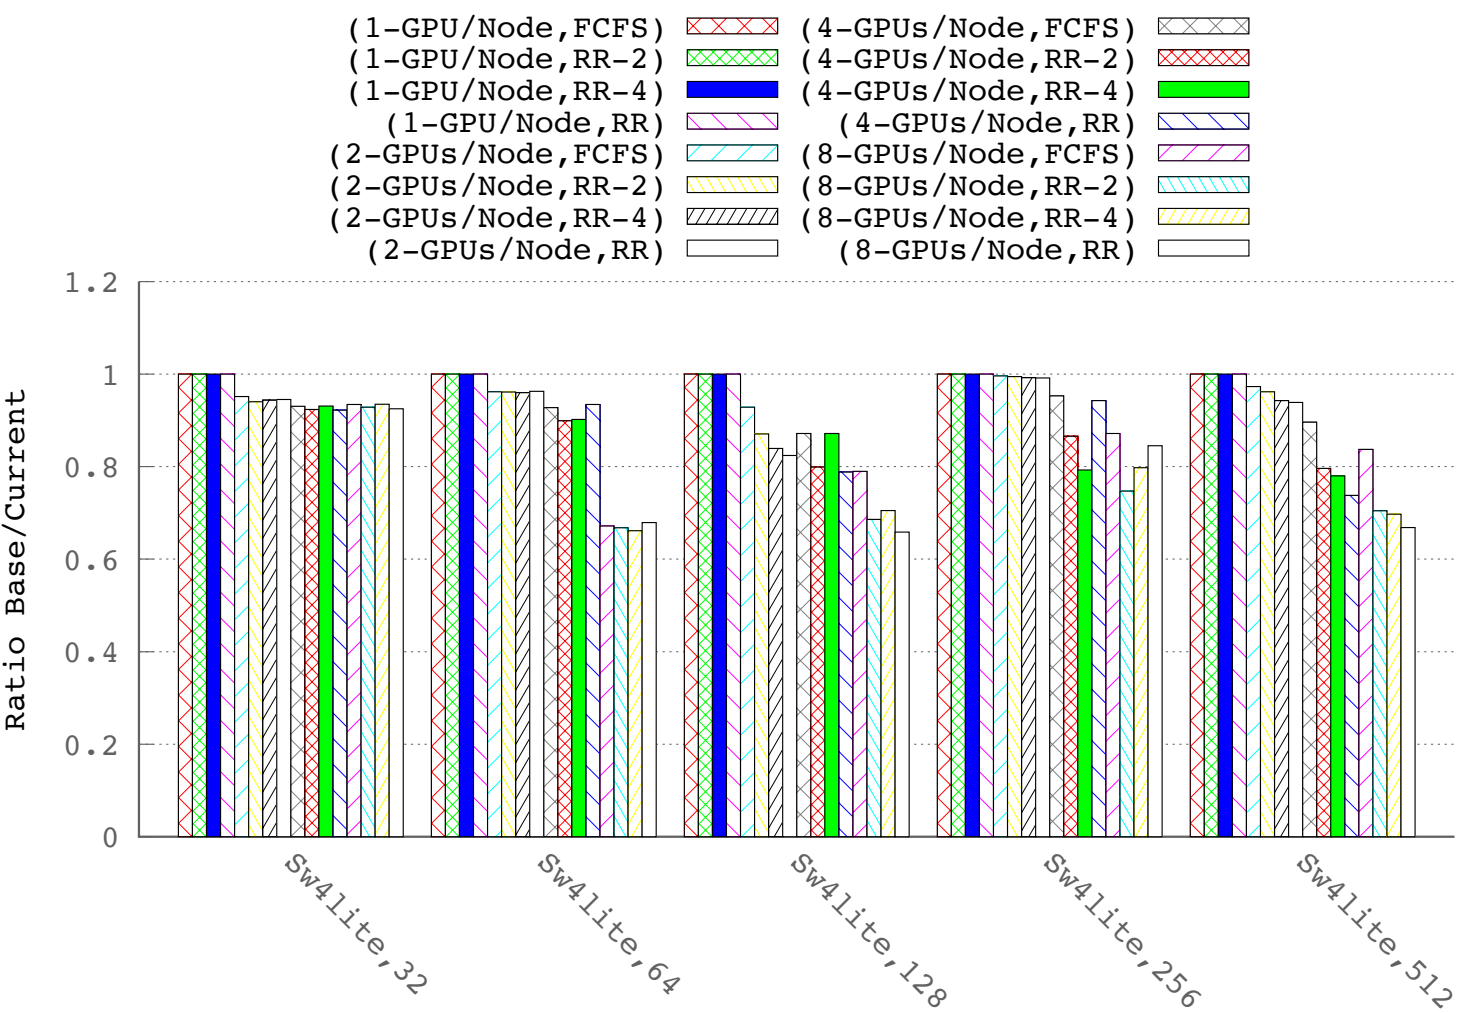 (1-GPU/Node,FCFS) (4-GPUs/Node,FCFS)
(1-GPU/Node,RR-2) (4-GPUs/Node,RR-2)
(1-GPU/Node,RR-4) (4-GPUs/Node,RR-4)
(1-GPU/Node,RR) (4-GPUs/Node,RR)
(2-GPUs/Node,FCFS) (8-GPUs/Node,FCFS)
(2-GPUs/Node,RR-2) (8-GPUs/Node,RR-2)
(2-GPUs/Node,RR-4) (8-GPUs/Node,RR-4)
(2-GPUs/Node,RR) (8-GPUs/Node,RR)
Ratio Base/Current
1.2
1
0.8
0.6
0.4
0.2
0
Sw4lite,32
Sw4lite,64
Sw4lite,128
Sw4lite,256
Sw4lite,512